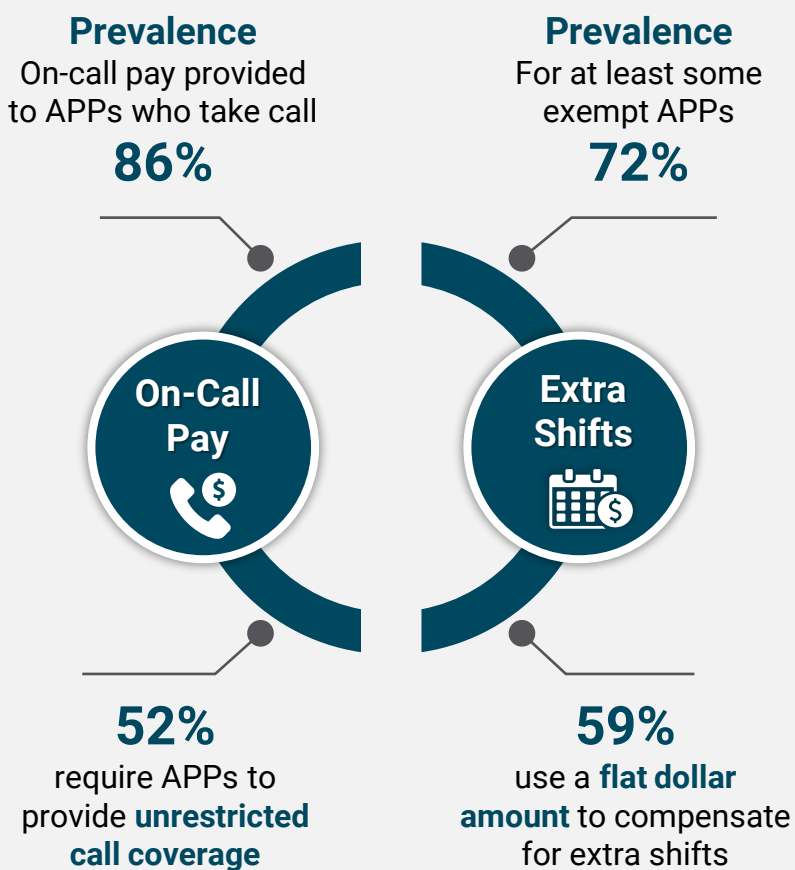 Prevalence
On-call pay provided
to APPs who take call
86%
Prevalence
For at least some
exempt APPs
72%
On-Call
Pay
$
Extra
Shifts
$
52%
require APPs to
provide unrestricted
call coverage
59%
use a flat dollar
amount to compensate
for extra shifts